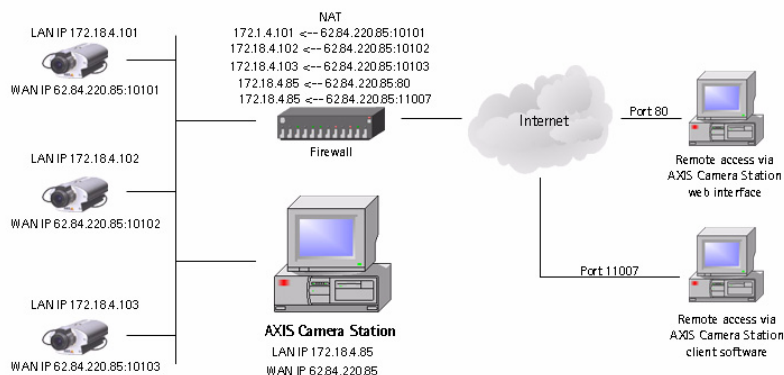 LAN IP 172.18.4.101
WAN IP 62.84.220.85:10101
LAN IP 172.18.4.102
WAN IP 62.84.220.85:10102
LAN IP 172.18.4.103
WAN IP 62.84.220.85:10103
NAT
172.1.4.101 <-- 62.84.220.85:10101
172.18.4.102 <-- 62.84.220.85:10102
172.18.4.103 <-- 62.84.220.85:10103
172.18.4.85 <-- 62.84.220.85:80
172.18.4.85 <-- 62.84.220.85:11007
Firewall
AXIS Camera Station
LAN IP 172.18.4.85
WAN IP 62.84.220.85
Internet
Port 80
Remote access via
AXIS Camera Station
web interface
Port 11007
Remote access via
AXIS Camera Station
client software